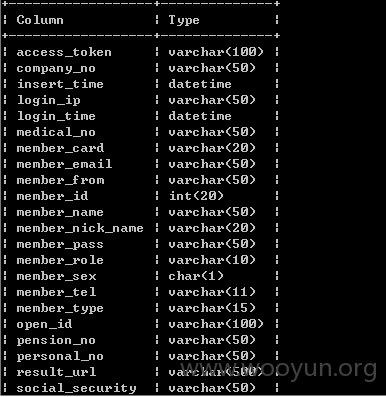 Column | Type
access_token | varchar(100)
company_no | varchar(50)
insert_time | datetime
login_ip | varchar(50)
login_time | datetime
medical_no | varchar(50)
member_card | varchar(20)
member_email | varchar(50)
member_from | varchar(50)
member_id | int(20)
member_name | varchar(50)
member_nick_name | varchar(20)
member_pass | varchar(50)
member_role | varchar(10)
member_sex | char(1)
member_tel | varchar(11)
member_type | varchar(15)
open_id | varchar(100)
pension_no | varchar(50)
personal_no | varchar(50)
result_url | varchar(500)
social_security | varchar(50)
www.wooyun.org